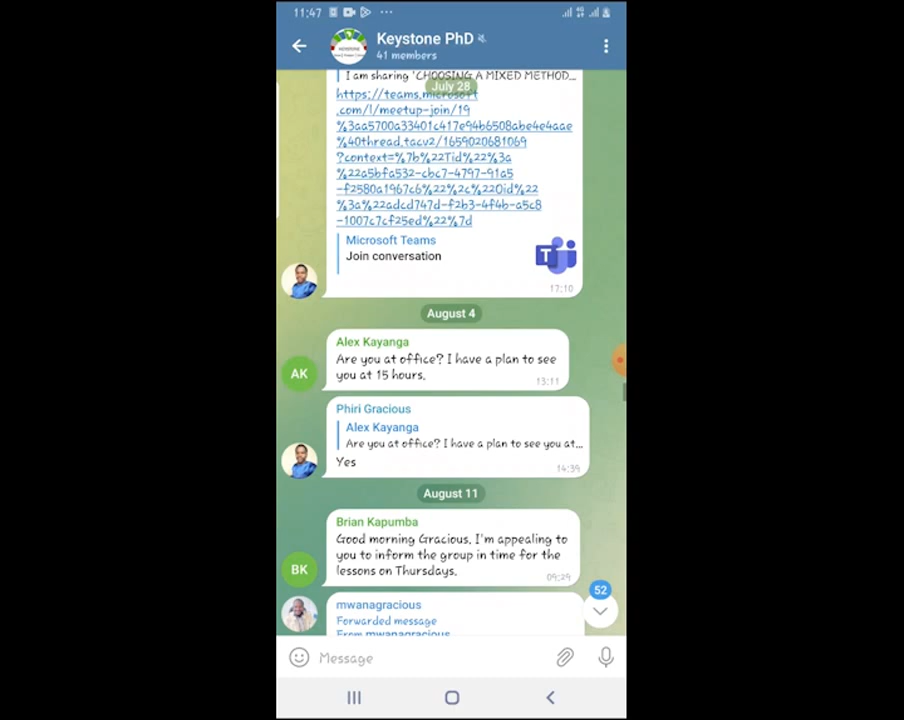 11:47
Keystone PhD
41 members
I am sharing 'CHOOSING A MIXED METHOD...
July 28
https://teams.microsoft
.com/l/meetup-join/19
%3aa5700a33401c417e94b6508abe4e4aae
%40thread.tacv2/1659020681069
?context=%7b%22Tid%22%3a
%22a5bfa532-cbc7-4797-91a5
-f2580a1967c6%22%2c%22Oid%22
%3a%22adcd747d-f2b3-4f4b-a5c8
-1007c7cf25ed%22%7d
Microsoft Teams
Join conversation
T
17:10
August 4
Alex Kayanga
Are you at office? I have a plan to see
you at 15 hours.
13:11
AK
Phiri Gracious
Alex Kayanga
Are you at office? I have a plan to see you at...
Yes
14:39
August 11
Brian Kapumba
Good morning Gracious. I'm appealing to
you to inform the group in time for the
lessons on Thursdays.
09:29
BK
mwanagracious
Forwarded message
From mwanagracious
52
Message